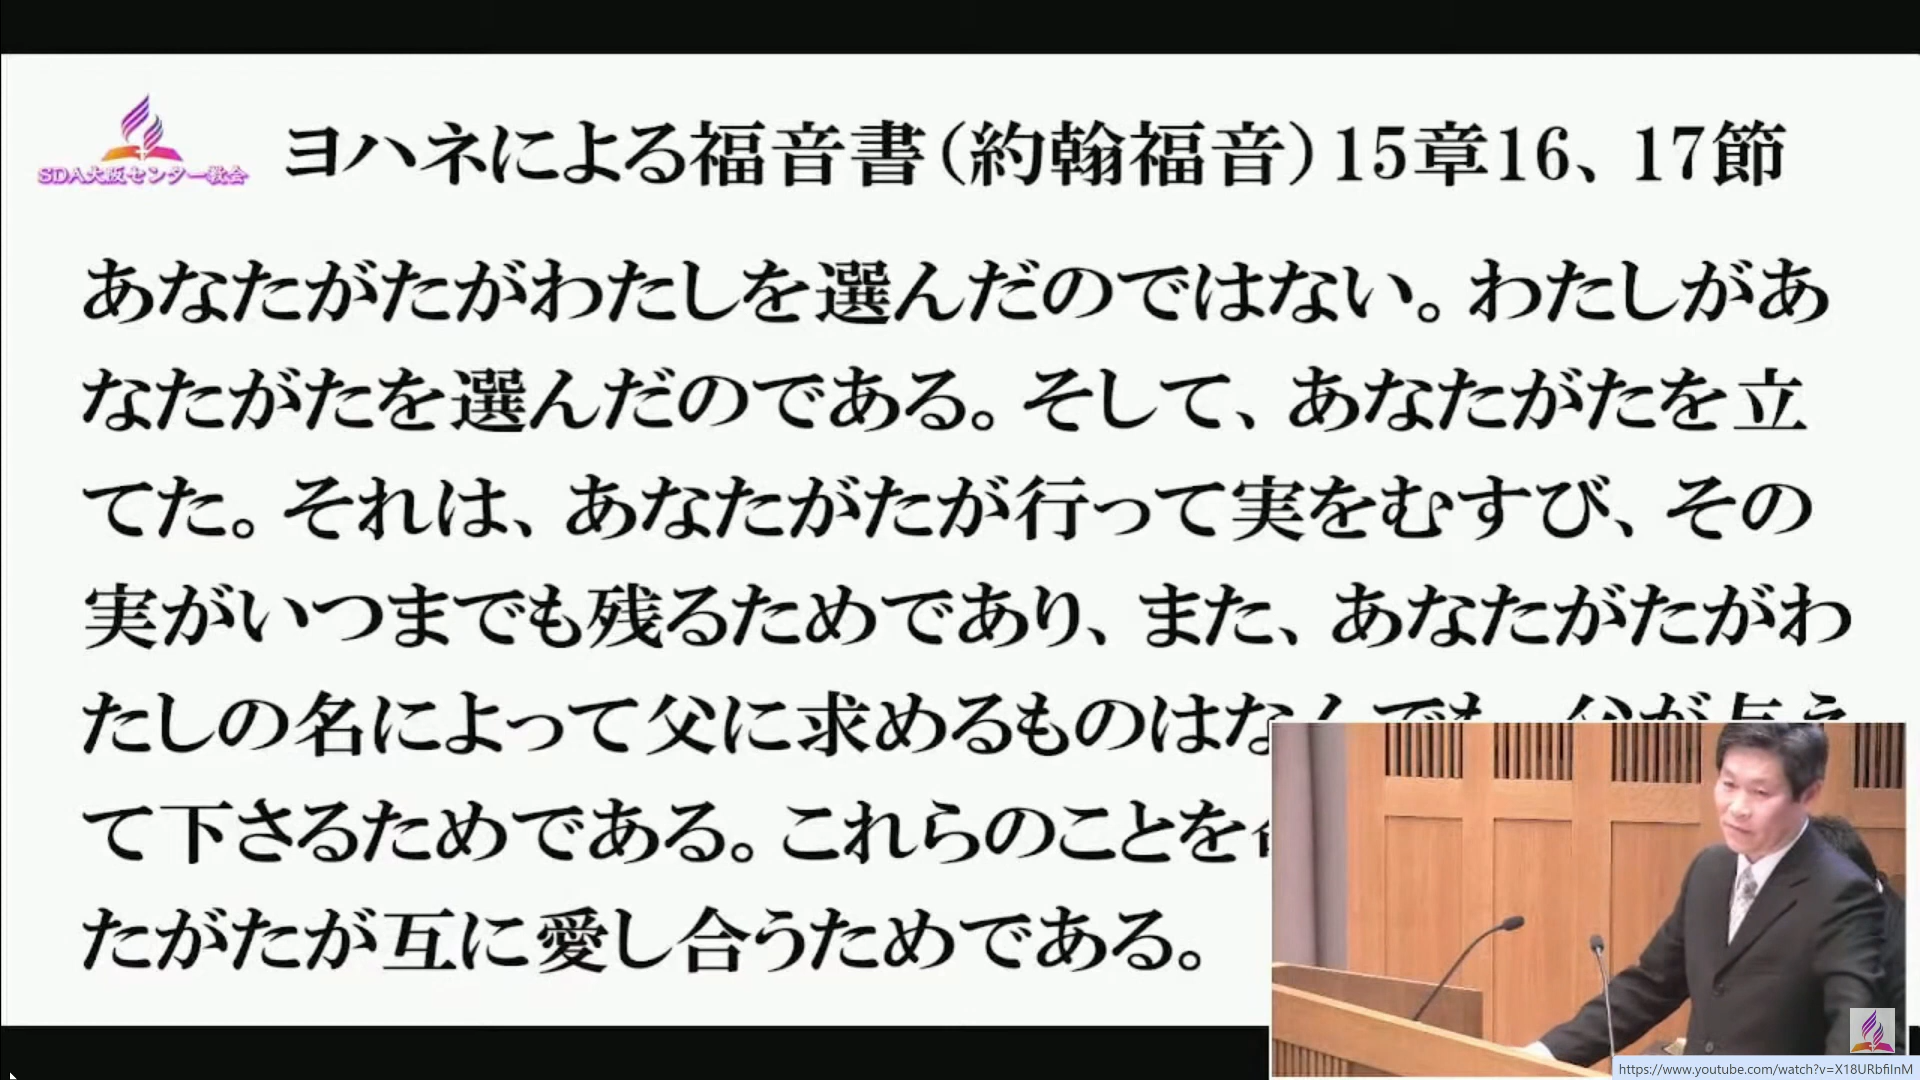 SDA大阪センター教会
ヨハネによる福音書（約翰福音）15章16、17節
あなたがたがわたしを選んだのではない。わたしがあ
なたがたを選んだのである。そして、あなたがたを立
てた。それは、あなたがたが行って実をむすび、その
実がいつまでも残るためであり、また、あなたがたがわ
たしの名によって父に求めるものはなんでも、父が与え
て下さるためである。これらのことを
たがたが互に愛し合うためである。
https://www.youtube.com/watch?v=X18URbfilnM